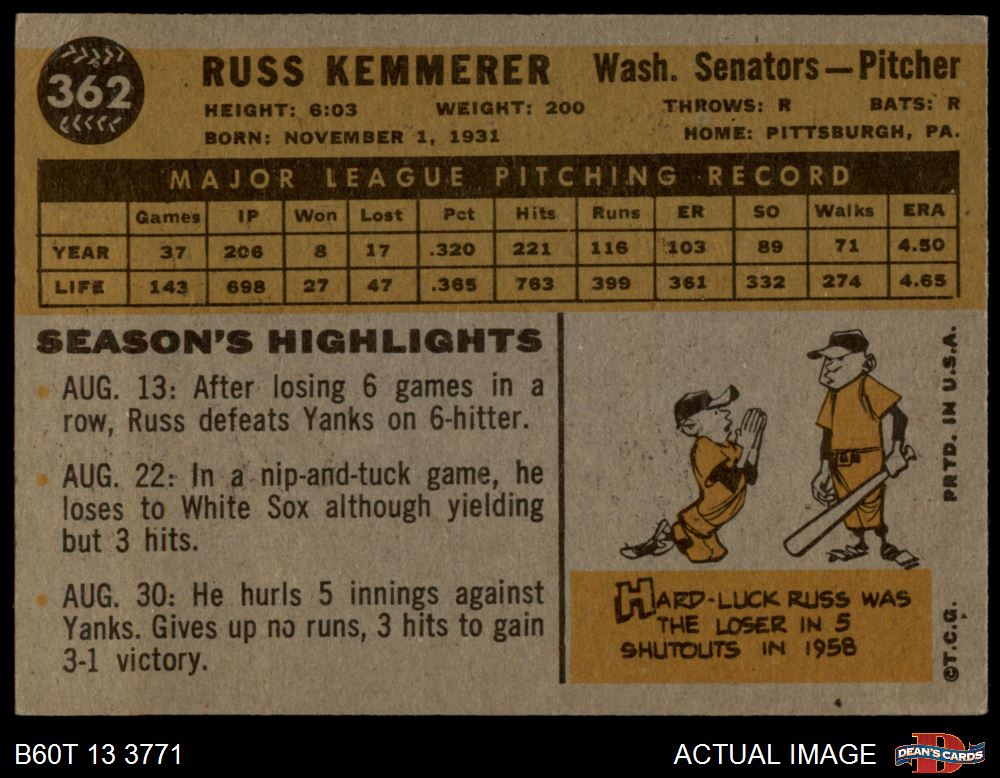 362
RUSS KEMMERER Wash. Senators—Pitcher
HEIGHT: 6:03 WEIGHT: 200 THROWS: R BATS: R
BORN: NOVEMBER 1, 1931 HOME: PITTSBURGH, PA.
MAJOR LEAGUE PITCHING RECORD
Games IP Won Lost Pct Hits Runs ER SO Walks ERA
YEAR 37 206 8 17 .320 221 116 103 89 71 4.50
LIFE 143 698 27 47 .365 763 399 361 332 274 4.65
SEASON'S HIGHLIGHTS
• AUG. 13: After losing 6 games in a
row, Russ defeats Yanks on 6-hitter.
• AUG. 22: In a nip-and-tuck game, he
loses to White Sox although yielding
but 3 hits.
• AUG. 30: He hurls 5 innings against
Yanks. Gives up no runs, 3 hits to gain
3-1 victory.
HARD-LUCK RUSS WAS
THE LOSER IN 5
SHUTOUTS IN 1958
©T.C.G. PRTD. IN U.S.A.
4
B60T 13 3771 ACTUAL IMAGE DEAN'S CARDS